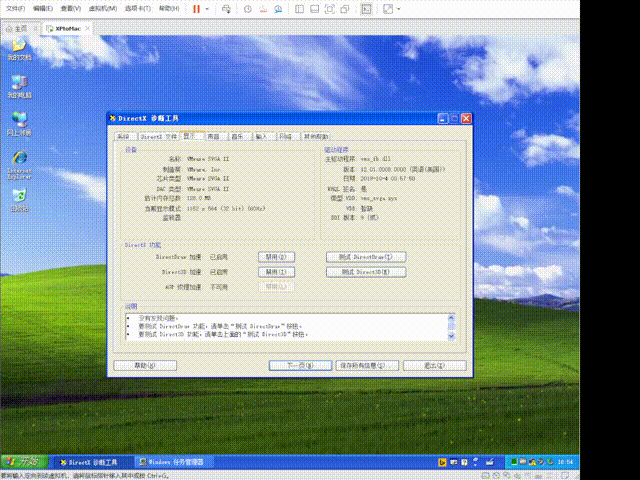 文件(F) 编辑(E) 查看(V) 虚拟机(M) 选项卡(T) 帮助(H)
主页 XPtoMac
我的文档
我的电脑
网上邻居
Internet Explorer
回收站
DirectX 诊断工具
系统 DirectX 文件 显示 声音 音乐 输入 网络 其他帮助
设备
名称: VMware SVGA II
制造商: VMware, Inc.
芯片类型: VMware SVGA II
DAC 类型: VMware SVGA II
估计内存总数: 128.0 MB
当前显示模式: 1152 x 864 (32 bit) (60Hz)
监视器
驱动程序
主驱动程序: vmx_fb.dll
版本: 12.01.0008.0000 (英语(美国))
日期:
WHQL 签名: 是
微型 VDD: vmx_svga.sys
VDD: 暂缺
DDI 版本: 9 (或)
DirectX 功能
DirectDraw 加速: 已启用 禁用(D) 测试 DirectDraw(T)
Direct3D 加速: 已启用 禁用(I) 测试 Direct3D(E)
AGP 纹理加速: 不可用
说明
没有发现问题。
要测试 DirectDraw 功能，请单击“测试 DirectDraw”按钮。
要测试 Direct3D 功能，请单击上面的“测试 Direct3D”按钮。
帮助(H) 下一页(N) 保存所有信息(S) 退出(X)
开始 DirectX 诊断工具 Windows 任务管理器 10:54
要将输入定向到该虚拟机，请将鼠标指针移入其中或按 Ctrl+G。